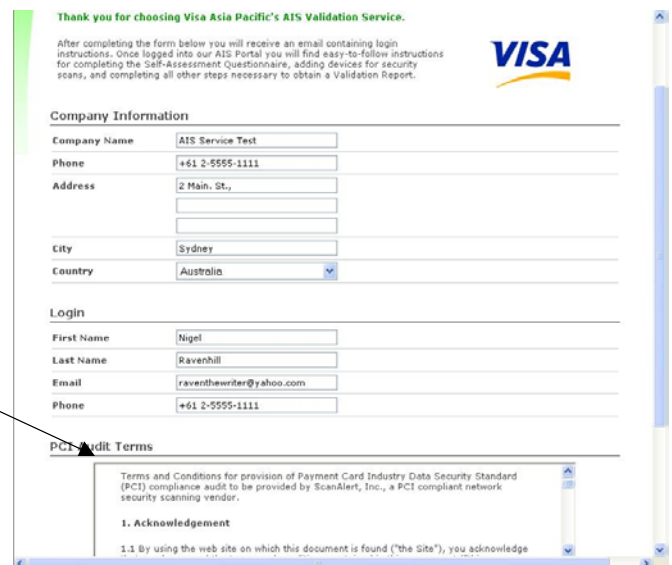 Thank you for choosing Visa Asia Pacific's AIS Validation Service.
After completing the form below you will receive an email containing login
instructions. Once logged into our AIS Portal you will find easy-to-follow instructions
for completing the Self-Assessment Questionnaire, adding devices for security
scans, and completing all other steps necessary to obtain a Validation Report.
VISA
Company Information
Company Name AIS Service Test
Phone +61 2-5555-1111
Address 2 Main. St.,
City Sydney
Country Australia
Login
First Name Nigel
Last Name Ravenhill
Email raventhewriter@yahoo.com
Phone +61 2-5555-1111
PCI Audit Terms
Terms and Conditions for provision of Payment Card Industry Data Security Standard
(PCI) compliance audit to be provided by ScanAlert, Inc., a PCI compliant network
security scanning vendor.
1. Acknowledgement
1.1 By using the web site on which this document is found ("the Site"), you acknowledge